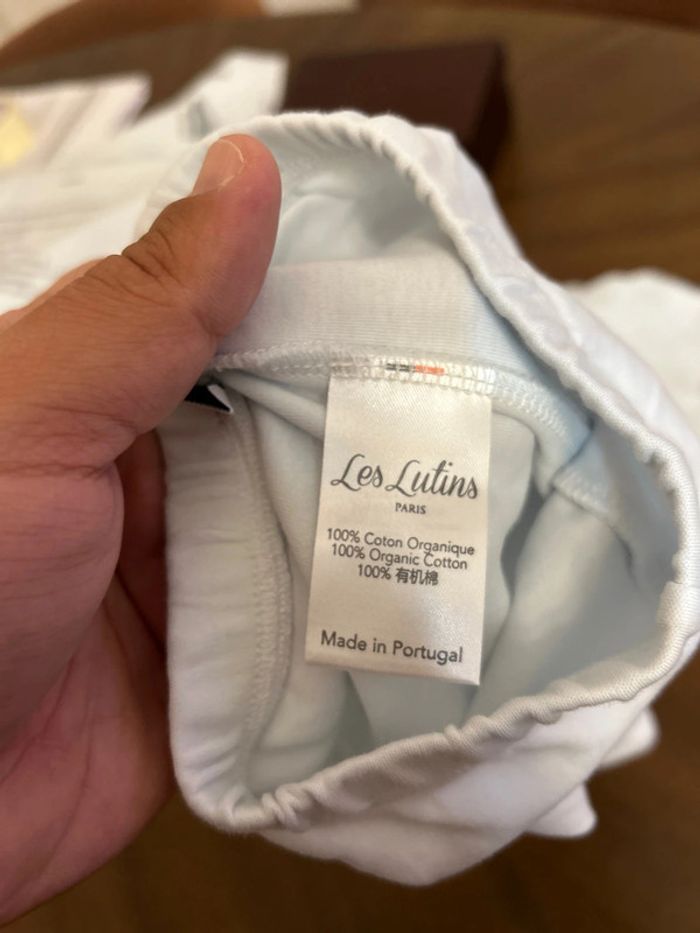 Les Lutins
PARIS
100% Coton Organique
100% Organic Cotton
100% 有机棉
Made in Portugal